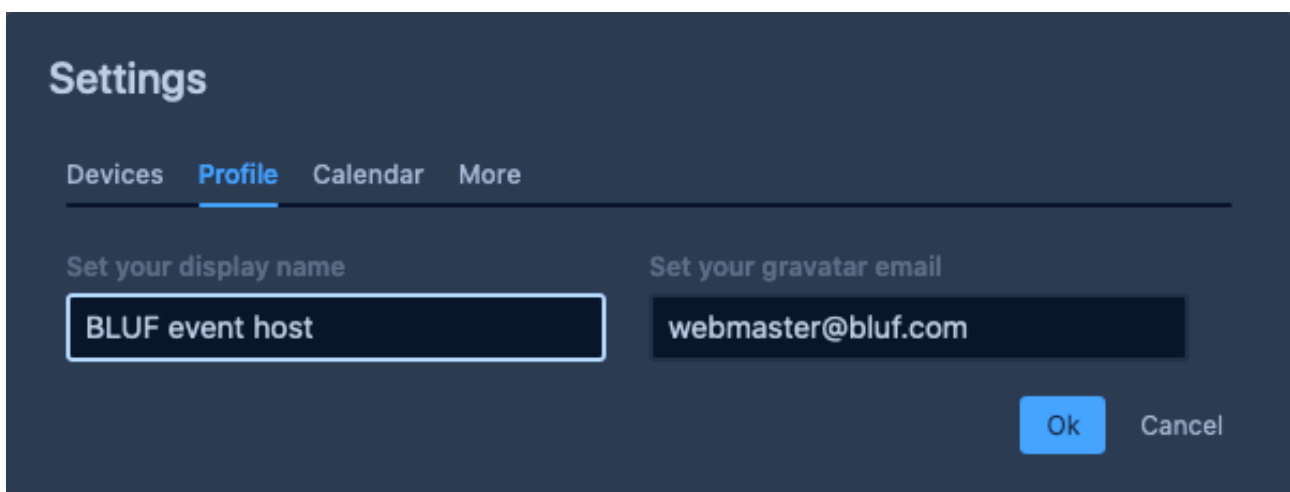 Settings
Devices Profile Calendar More
Set your display name Set your gravatar email
BLUF event host webmaster@bluf.com
Ok Cancel